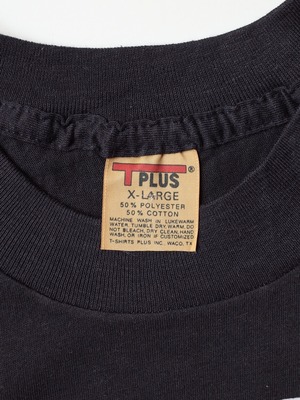 T PLUS®
X-LARGE
50% POLYESTER
50% COTTON
MACHINE WASH IN LUKEWARM
WATER, TUMBLE DRY, WARM. DO
NOT BLEACH, DRY CLEAN, HAND
WASH OR IRON IF CUSTOMIZED
T-SHIRTS PLUS INC., WACO, TX